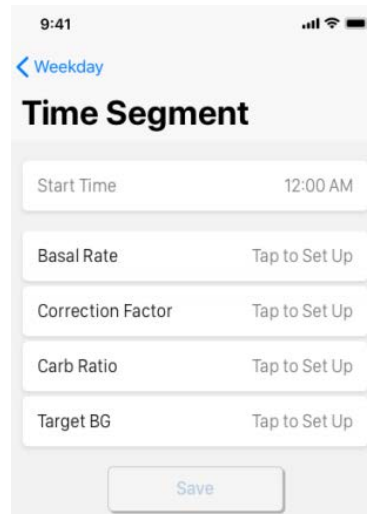 9:41
Weekday
Time Segment
Start Time 12:00 AM
Basal Rate Tap to Set Up
Correction Factor Tap to Set Up
Carb Ratio Tap to Set Up
Target BG Tap to Set Up
Save